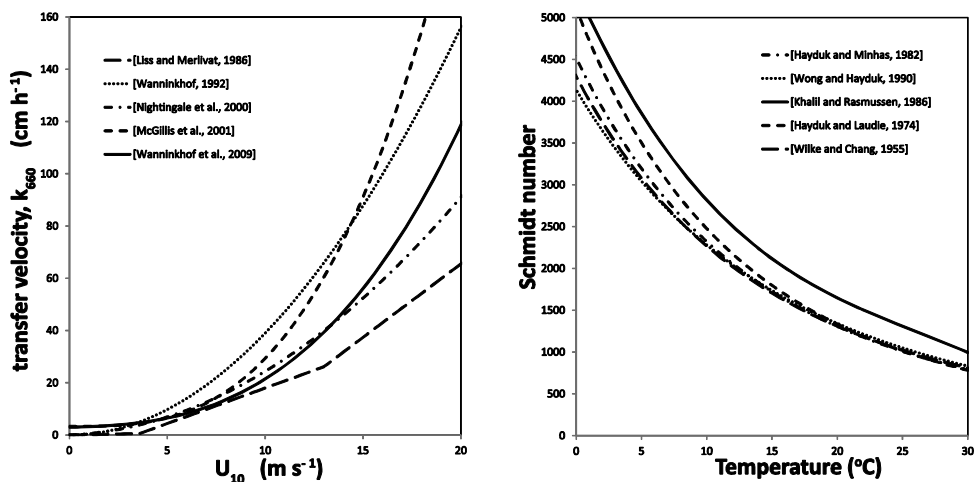 transfer velocity, k660 (cm h-1)
160
140
120
100
80
60
40
20
0
[Liss and Merlivat, 1986]
[Wanninkhof, 1992]
[Nightingale et al., 2000]
[McGillis et al., 2001]
[Wanninkhof et al., 2009]
0 5 10 15 20
U10 (m s-1)
Schmidt number
5000
4500
4000
3500
3000
2500
2000
1500
1000
500
0
[Hayduk and Minhas, 1982]
[Wong and Hayduk, 1990]
[Khalil and Rasmussen, 1986]
[Hayduk and Laudie, 1974]
[Wilke and Chang, 1955]
0 5 10 15 20 25 30
Temperature (oC)